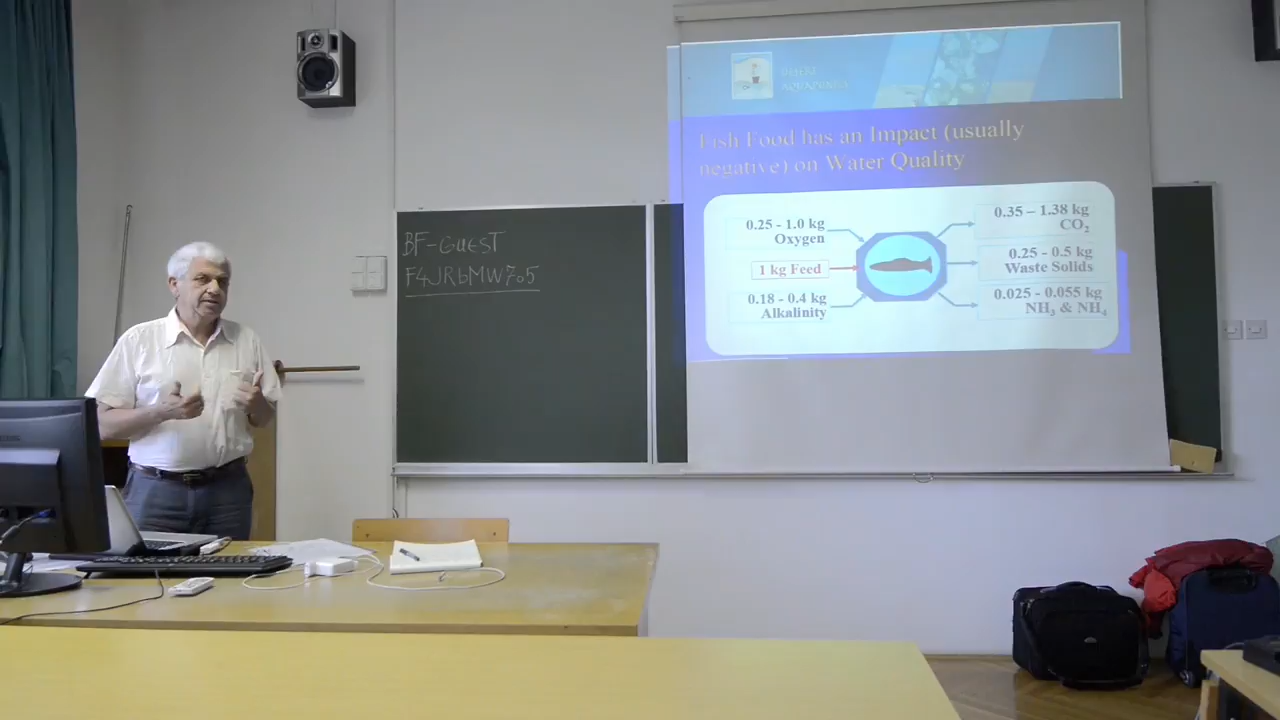 BF-GUEST
F4JRbMW7o5
DESERT
AQUAPONICS
Fish Food has an Impact (usually
negative) on Water Quality
0.25 - 1.0 kg
Oxygen
1 kg Feed
0.18 - 0.4 kg
Alkalinity
0.35 – 1.38 kg
CO₂
0.25 - 0.5 kg
Waste Solids
0.025 - 0.055 kg
NH₃ & NH₄